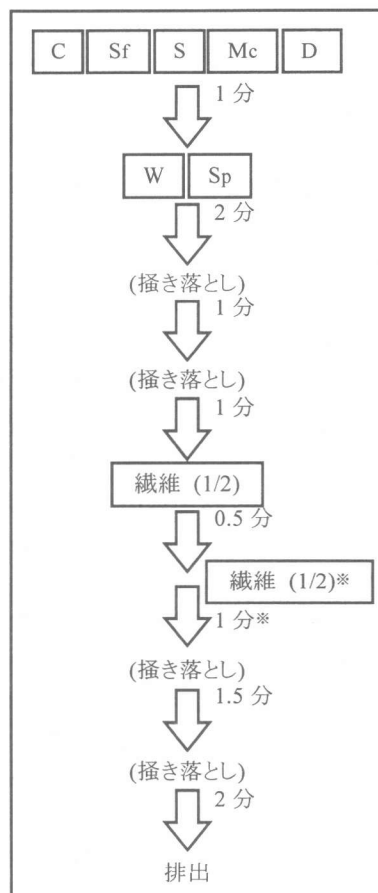 C Sf S Mc D
1 分
W Sp
2 分
(掻き落とし)
1 分
(掻き落とし)
1 分
繊維 (1/2)
0.5 分
繊維 (1/2)※
1 分※
(掻き落とし)
1.5 分
(掻き落とし)
2 分
排出